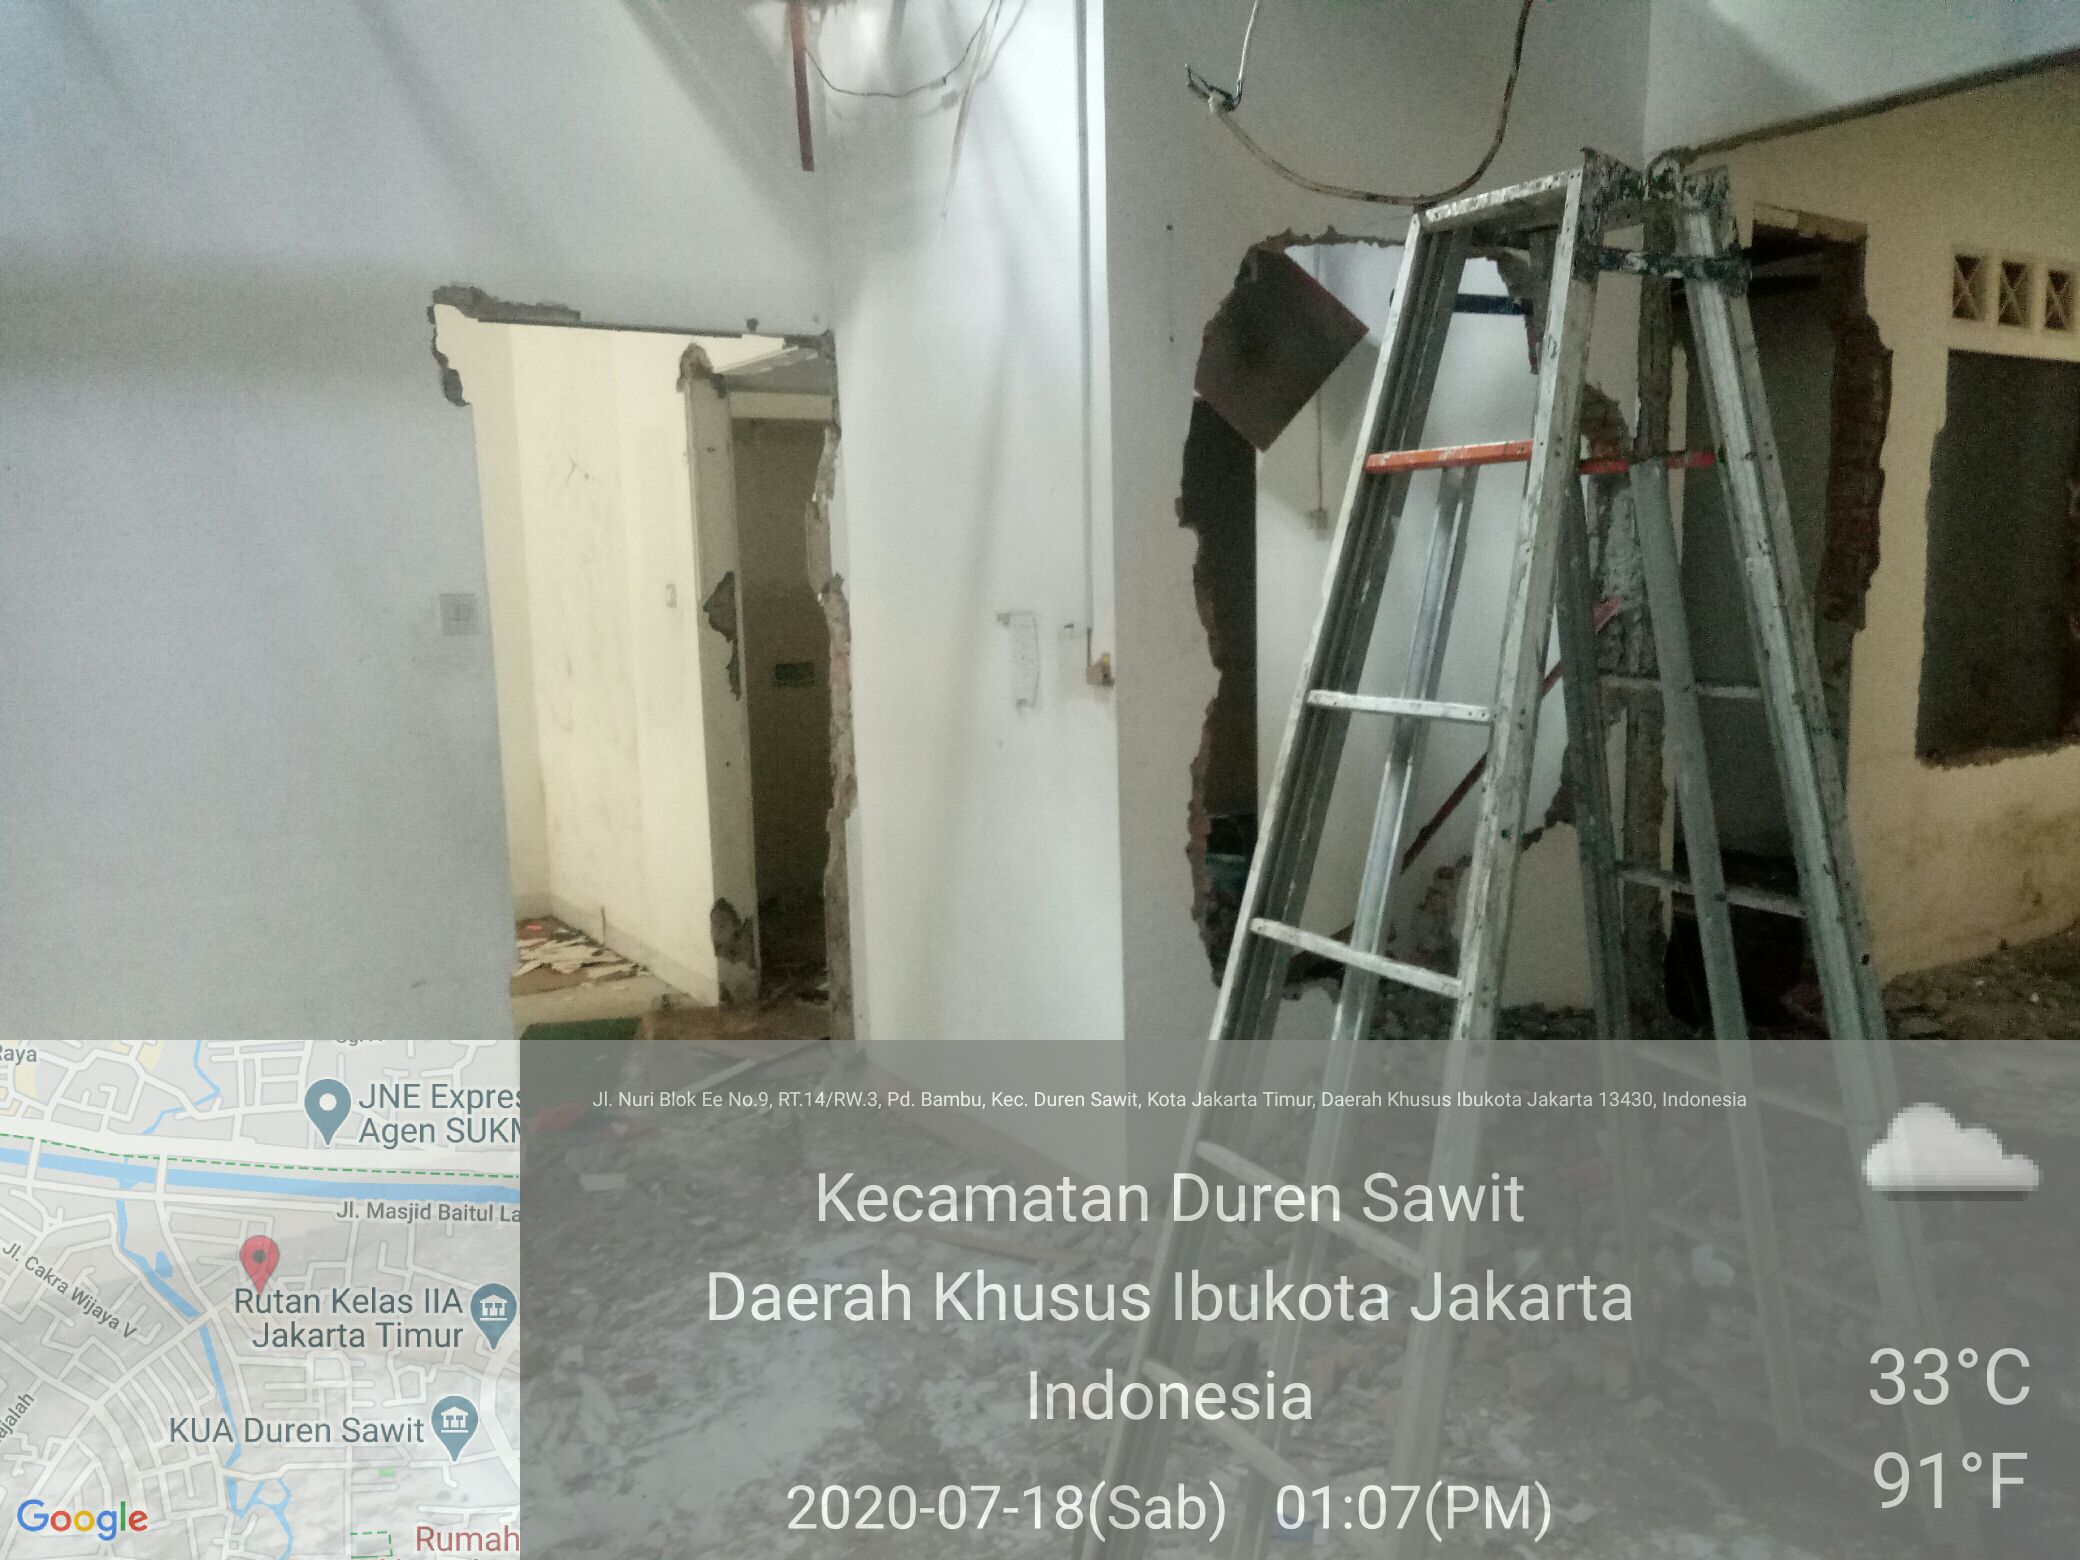 Raya
JNE Expres
Agen SUKM
Jl. Masjid Baitul La
Jl. Cakra Wijaya V
Rutan Kelas IIA
Jakarta Timur
KUA Duren Sawit
Google
Rumah
Jl. Nuri Blok Ee No.9, RT.14/RW.3, Pd. Bambu, Kec. Duren Sawit, Kota Jakarta Timur, Daerah Khusus Ibukota Jakarta 13430, Indonesia
Kecamatan Duren Sawit
Daerah Khusus Ibukota Jakarta
Indonesia
2020-07-18(Sab) 01:07(PM)
33°C
91°F